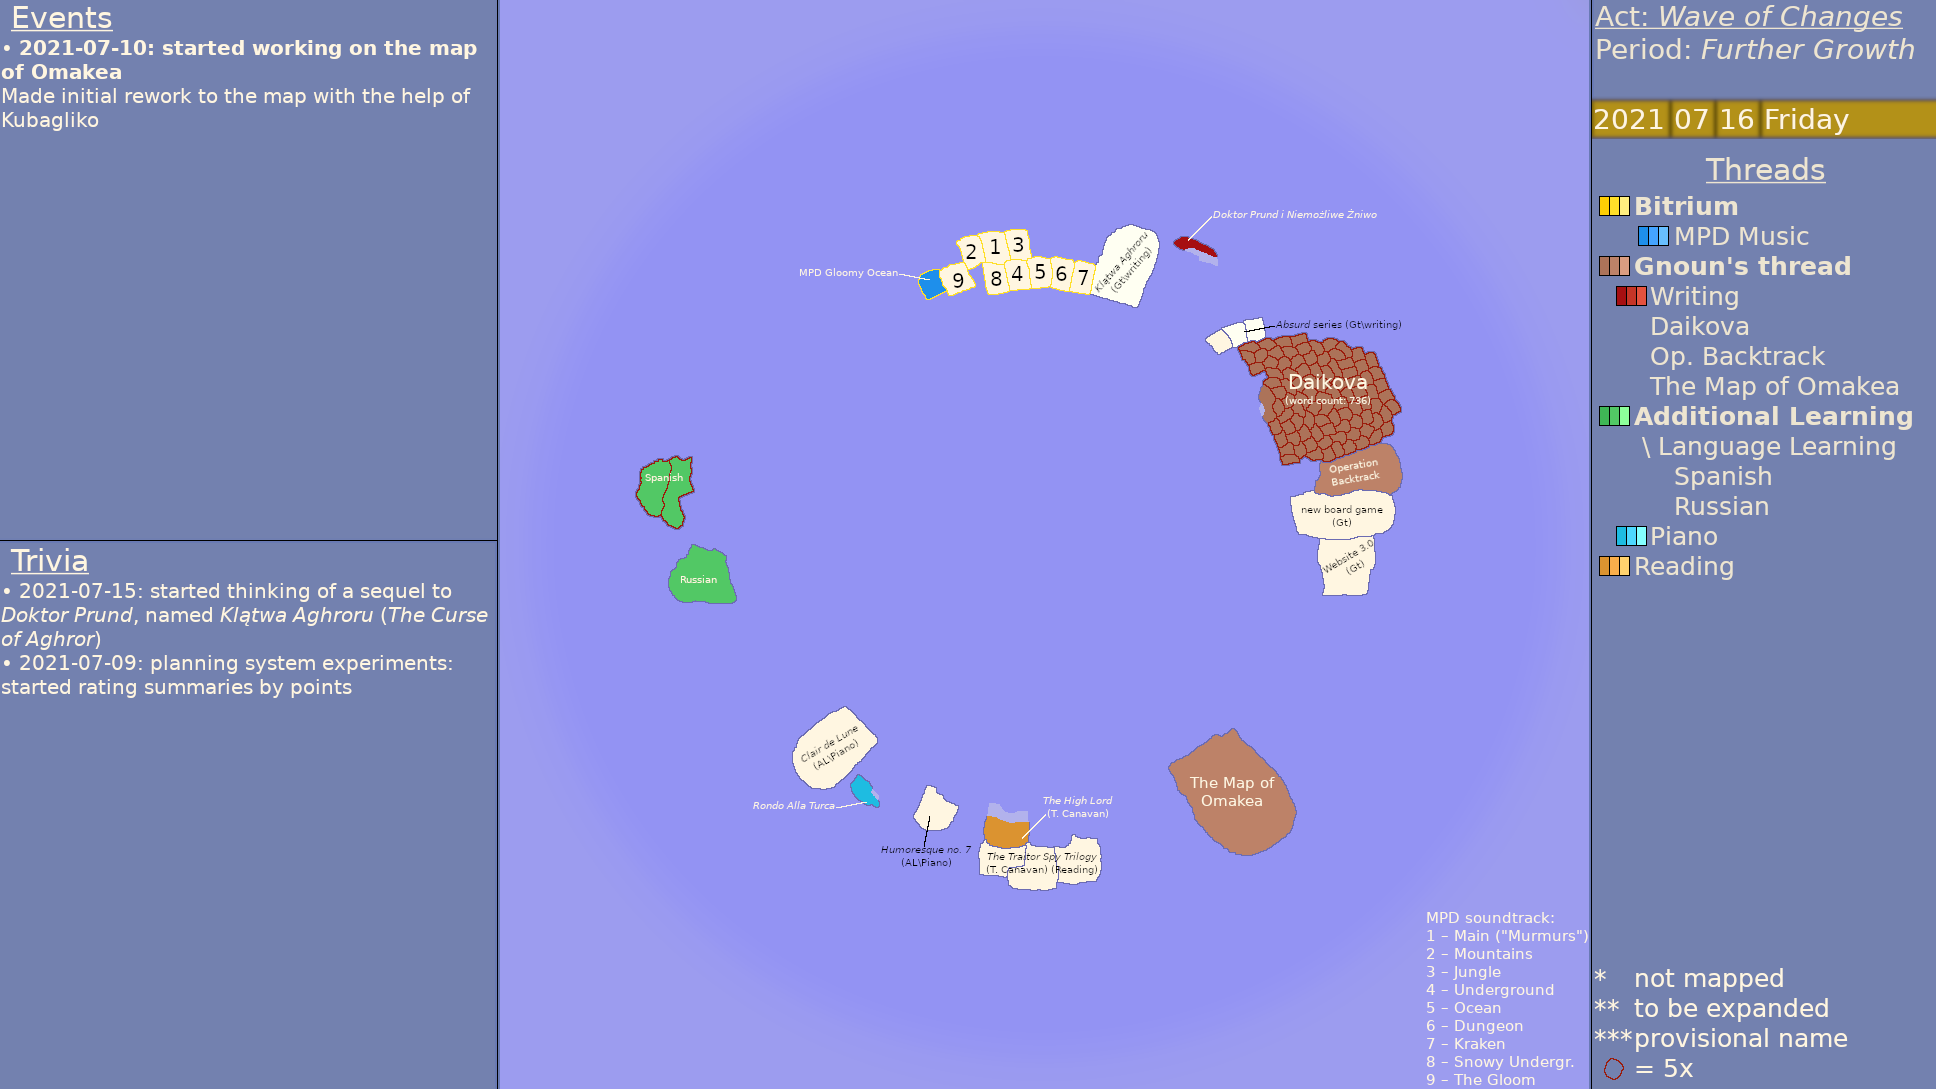 Events
• 2021-07-10: started working on the map
of Omakea
Made initial rework to the map with the help of
Kubagliko
Trivia
• 2021-07-15: started thinking of a sequel to
Doktor Prund, named Klątwa Aghroru (The Curse
of Aghror)
• 2021-07-09: planning system experiments:
started rating summaries by points
Doktor Prund i Niemożliwe Żniwo
2 1 3
MPD Gloomy Ocean
9 8 4 5 6 7
Klątwa Aghroru
(Gt\writing)
Absurd series (Gt\writing)
Daikova
(word count: 736)
Operation
Backtrack
new board game
(Gt)
Website 3.0
(Gt)
Spanish
Russian
Clair de Lune
(AL\Piano)
Rondo Alla Turca
Humoresque no. 7
(AL\Piano)
The High Lord
(T. Canavan)
The Traitor Spy Trilogy
(T. Canavan) (Reading)
The Map of
Omakea
MPD soundtrack:
1 – Main ("Murmurs")
2 – Mountains
3 – Jungle
4 – Underground
5 – Ocean
6 – Dungeon
7 – Kraken
8 – Snowy Undergr.
9 – The Gloom
Act: Wave of Changes
Period: Further Growth
2021 07 16 Friday
Threads
Bitrium
MPD Music
Gnoun's thread
Writing
Daikova
Op. Backtrack
The Map of Omakea
Additional Learning
\ Language Learning
Spanish
Russian
Piano
Reading
* not mapped
** to be expanded
*** provisional name
= 5x